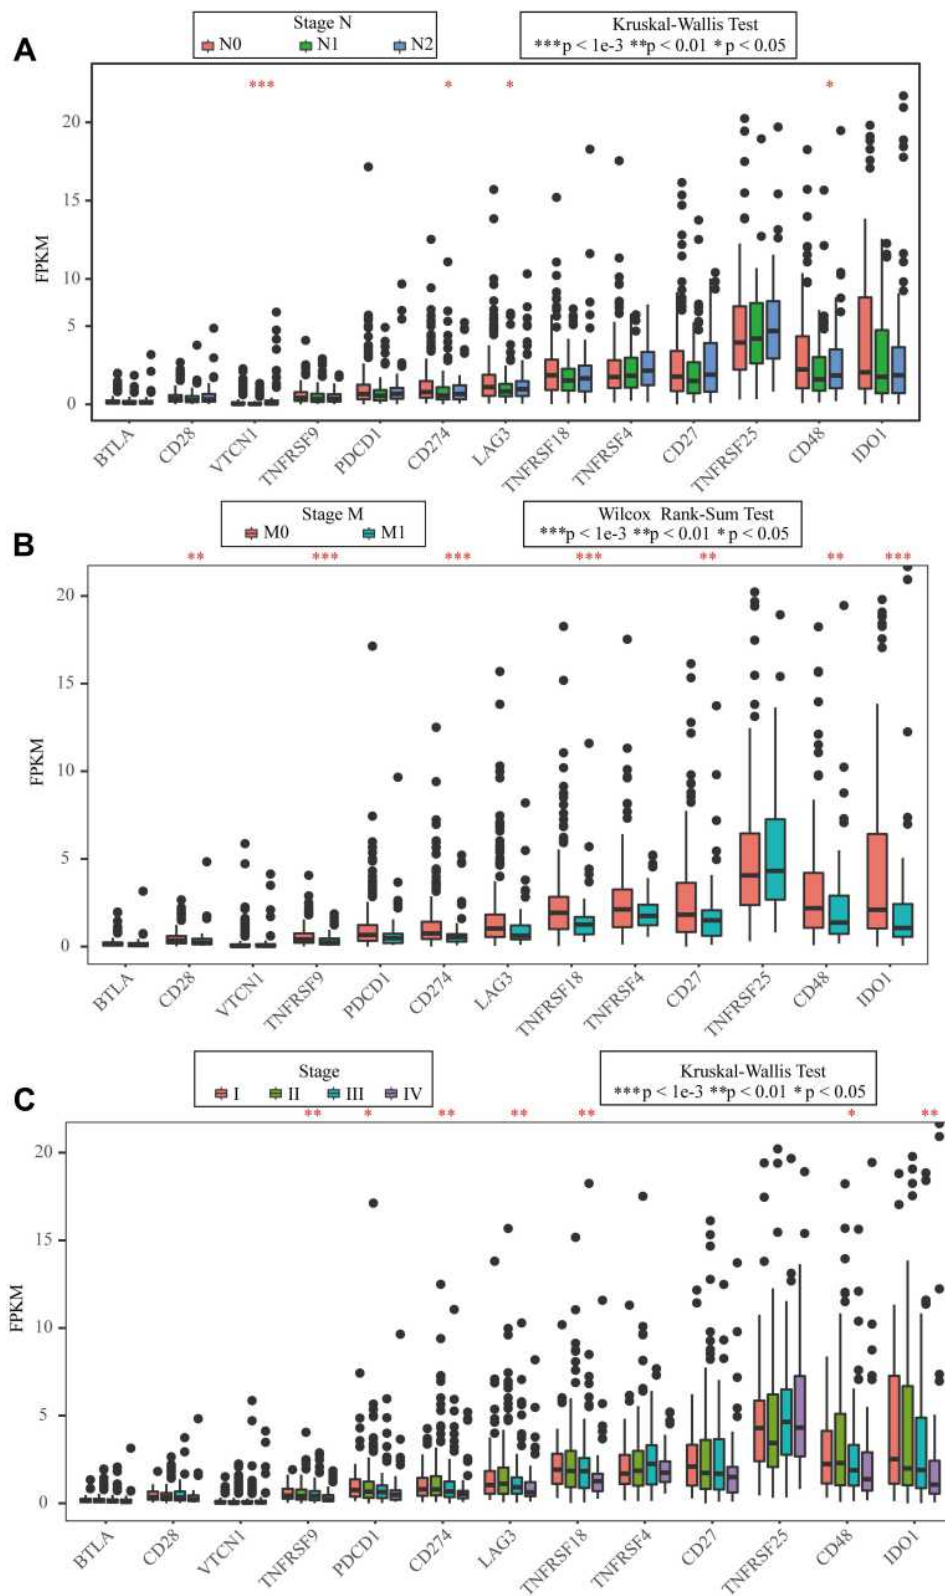 A
Stage N
N0 N1 N2
Kruskal-Wallis Test
***p < 1e-3 **p < 0.01 *p < 0.05
*** * * *
FPKM
20
15
10
5
0
BTLA CD28 VTCN1 TNFRSF9 PDCD1 CD274 LAG3 TNFRSF18 TNFRSF4 CD27 TNFRSF25 CD48 IDO1
B
Stage M
M0 M1
Wilcox Rank-Sum Test
***p < 1e-3 **p < 0.01 *p < 0.05
** *** *** *** ** ** ***
FPKM
20
15
10
5
0
BTLA CD28 VTCN1 TNFRSF9 PDCD1 CD274 LAG3 TNFRSF18 TNFRSF4 CD27 TNFRSF25 CD48 IDO1
C
Stage
I II III IV
Kruskal-Wallis Test
***p < 1e-3 **p < 0.01 *p < 0.05
** * ** ** ** * **
FPKM
20
15
10
5
0
BTLA CD28 VTCN1 TNFRSF9 PDCD1 CD274 LAG3 TNFRSF18 TNFRSF4 CD27 TNFRSF25 CD48 IDO1